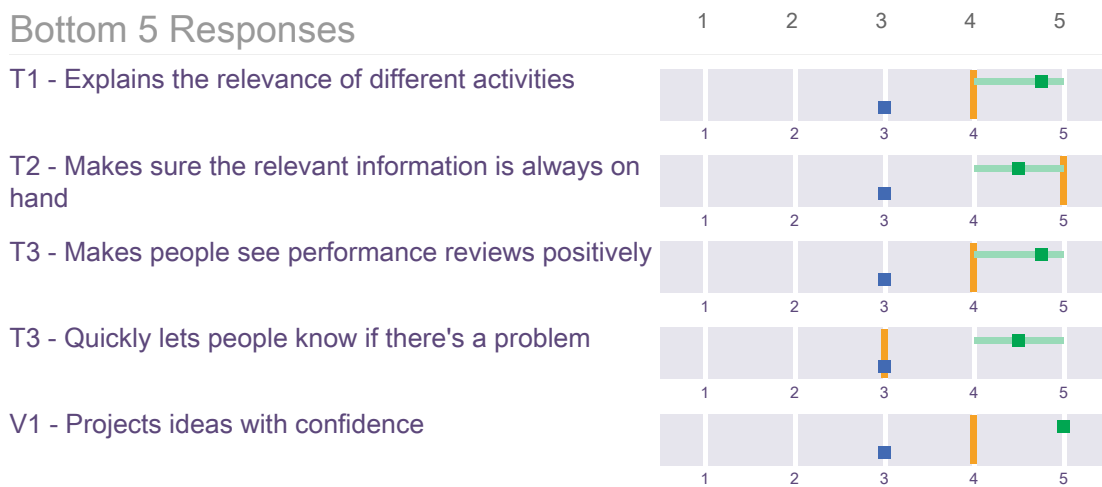 Bottom 5 Responses 1 2 3 4 5
T1 - Explains the relevance of different activities
1 2 3 4 5
T2 - Makes sure the relevant information is always on
hand
1 2 3 4 5
T3 - Makes people see performance reviews positively
1 2 3 4 5
T3 - Quickly lets people know if there's a problem
1 2 3 4 5
V1 - Projects ideas with confidence
1 2 3 4 5